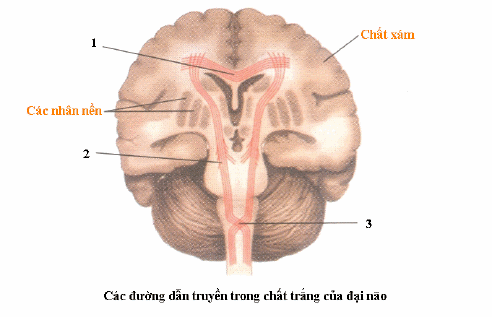 Chất xám
1
Các nhân nền
2
3
Các đường dẫn truyền trong chất trắng của đại não